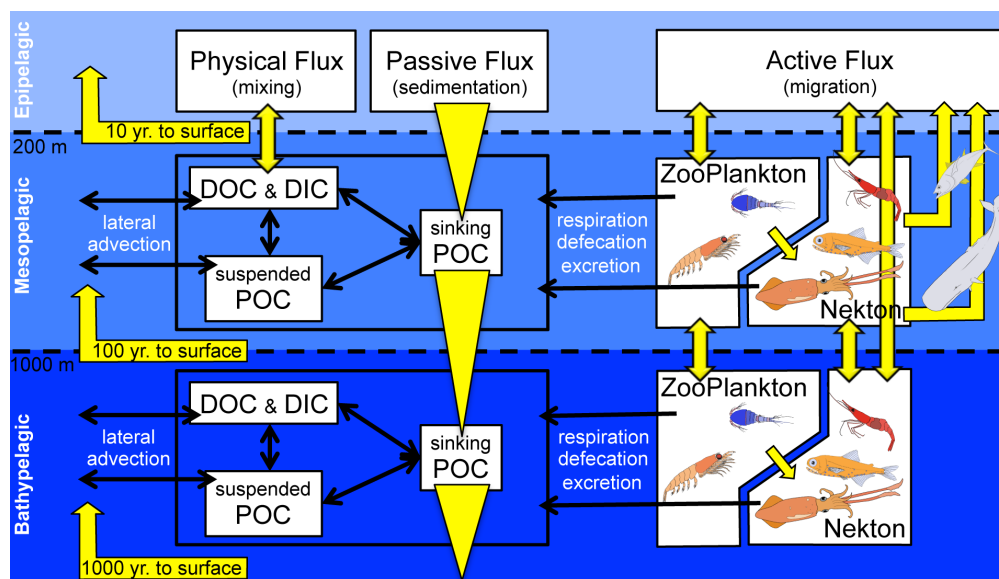 Epipelagic
Physical Flux
(mixing)
Passive Flux
(sedimentation)
Active Flux
(migration)
10 yr. to surface
200 m
Mesopelagic
DOC & DIC
lateral
advection
suspended
POC
sinking
POC
respiration
defecation
excretion
ZooPlankton
Nekton
100 yr. to surface
1000 m
Bathypelagic
DOC & DIC
lateral
advection
suspended
POC
sinking
POC
respiration
defecation
excretion
ZooPlankton
Nekton
1000 yr. to surface